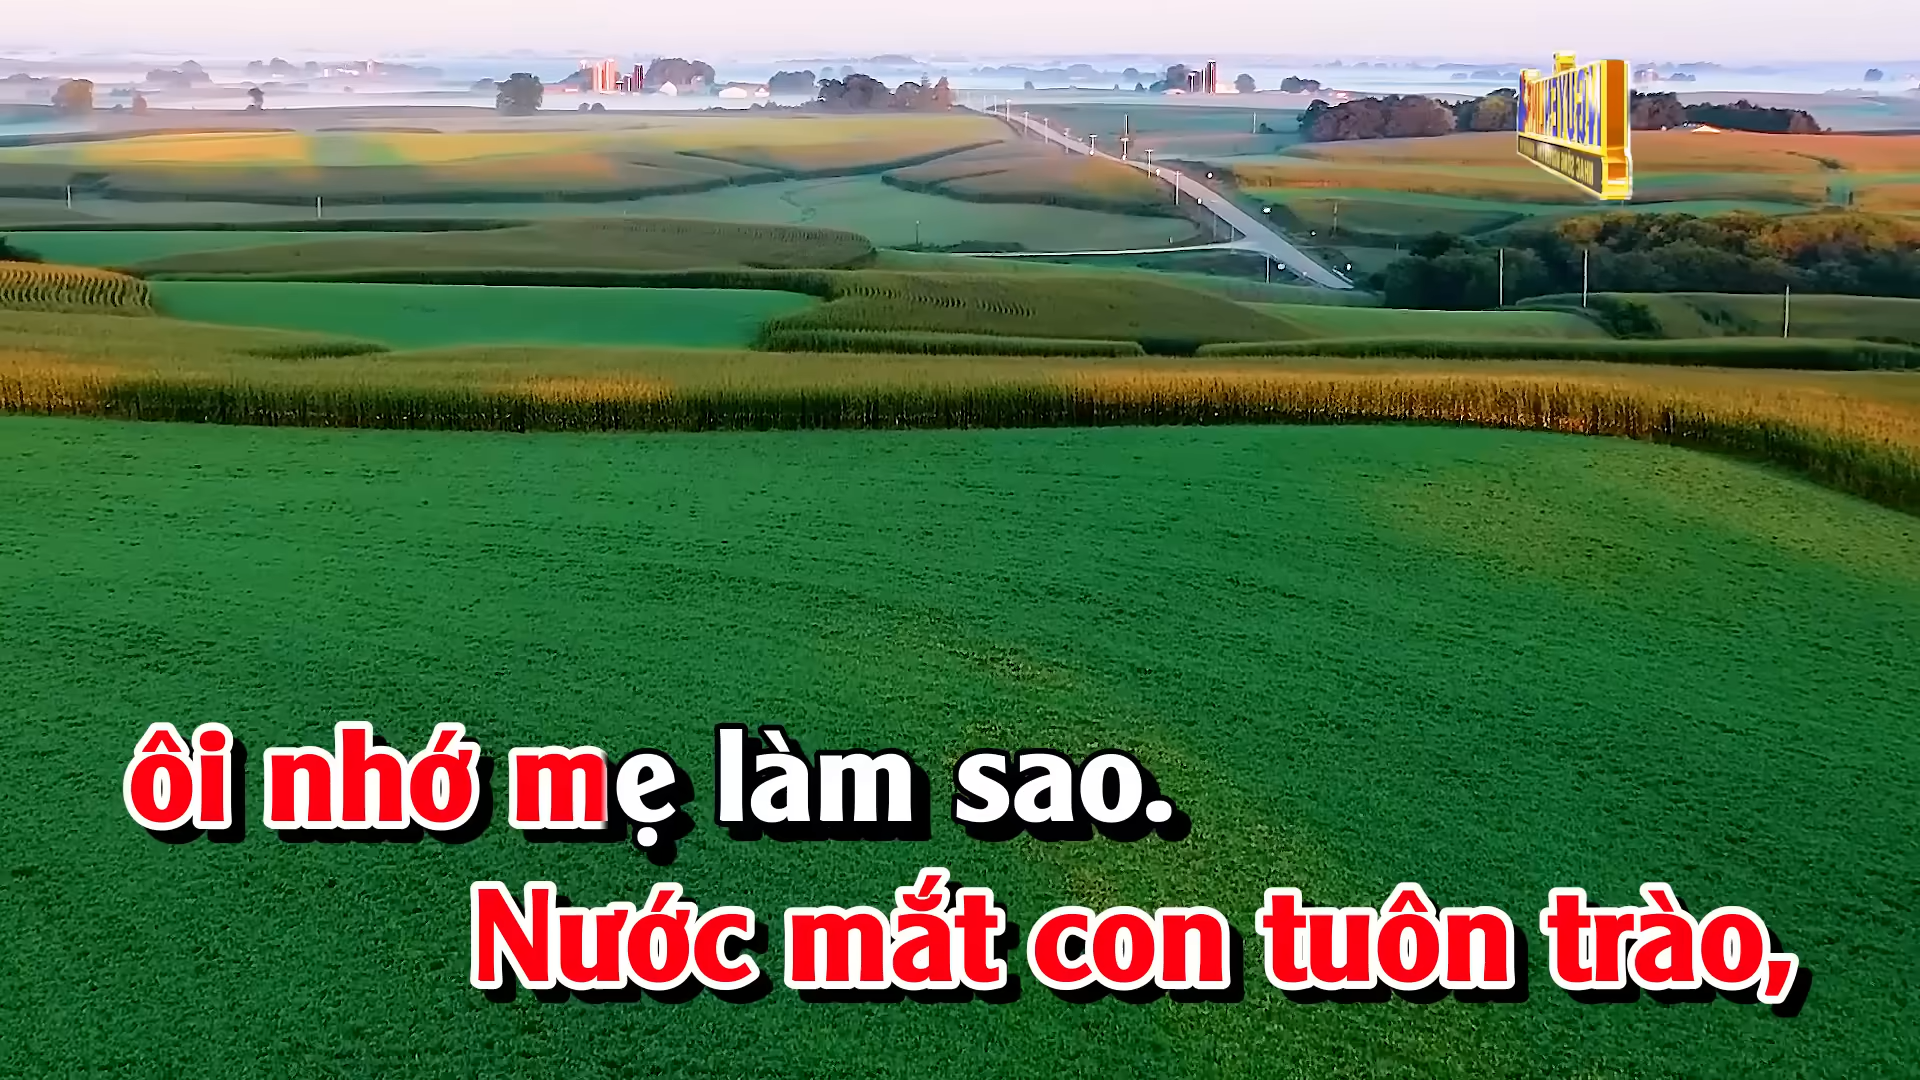 ôi nhớ mẹ làm sao.
Nước mắt con tuôn trào,